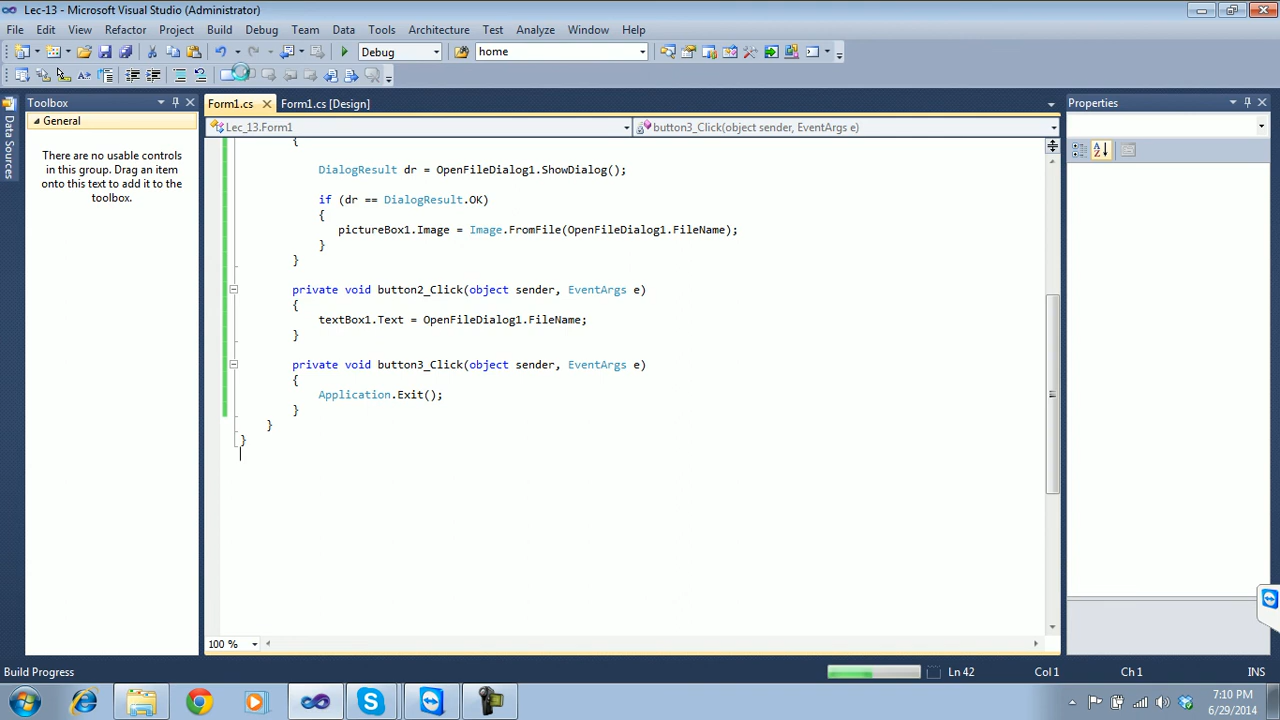 Lec-13 - Microsoft Visual Studio (Administrator)
File Edit View Refactor Project Build Debug Team Data Tools Architecture Test Analyze Window Help
Debug home
Form1.cs Form1.cs [Design]
Toolbox
General
There are no usable controls
in this group. Drag an item
onto this text to add it to the
toolbox.
Data Sources
Lec_13.Form1 button3_Click(object sender, EventArgs e)
{
DialogResult dr = OpenFileDialog1.ShowDialog();
if (dr == DialogResult.OK)
{
pictureBox1.Image = Image.FromFile(OpenFileDialog1.FileName);
}
}
private void button2_Click(object sender, EventArgs e)
{
textBox1.Text = OpenFileDialog1.FileName;
}
private void button3_Click(object sender, EventArgs e)
{
Application.Exit();
}
}
}
100 %
Properties
Build Progress Ln 42 Col 1 Ch 1 INS
7:10 PM
6/29/2014